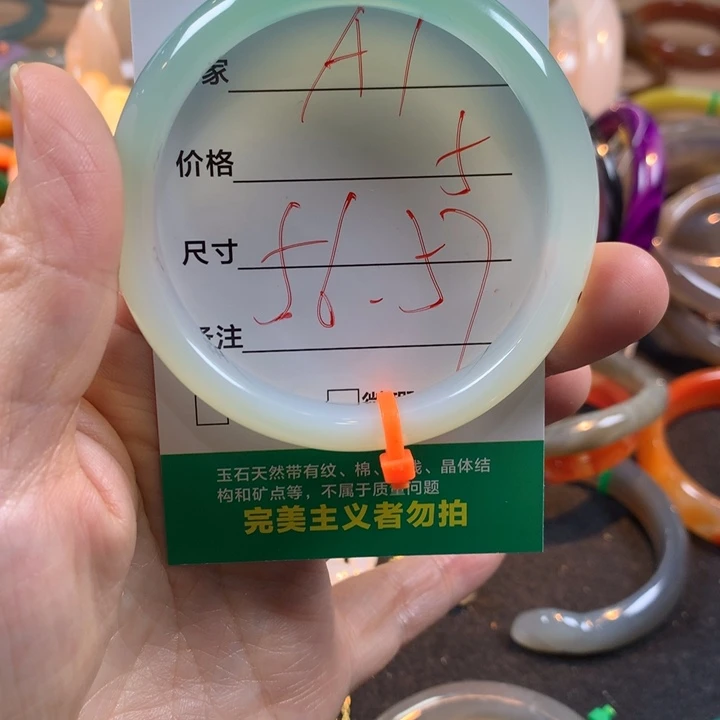 家 A1
价格 5
尺寸 56-57
注
玉石天然带有纹、棉、线、晶体结
构和矿点等，不属于质量问题
完美主义者勿拍